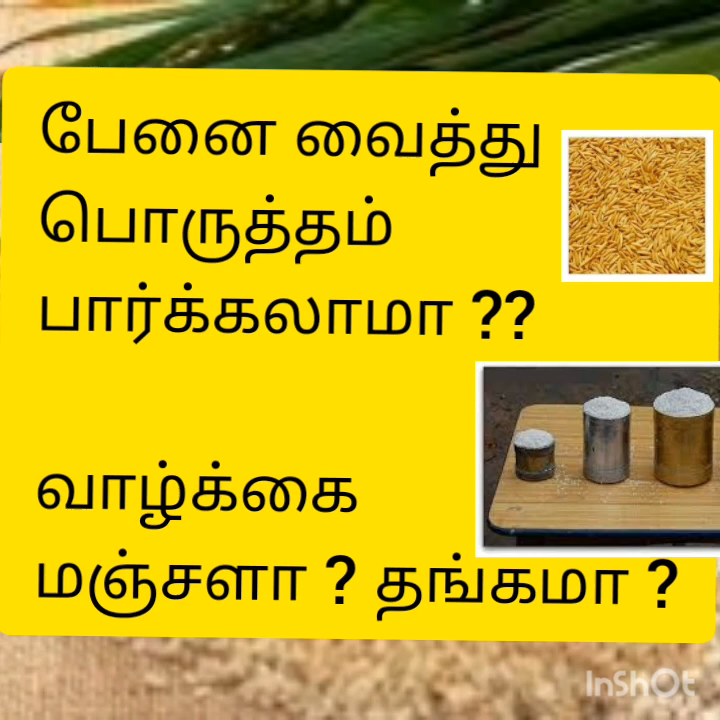 பேனை வைத்து
பொருத்தம்
பார்க்கலாமா ??
வாழ்க்கை
மஞ்சளா ? தங்கமா ?
InShOt